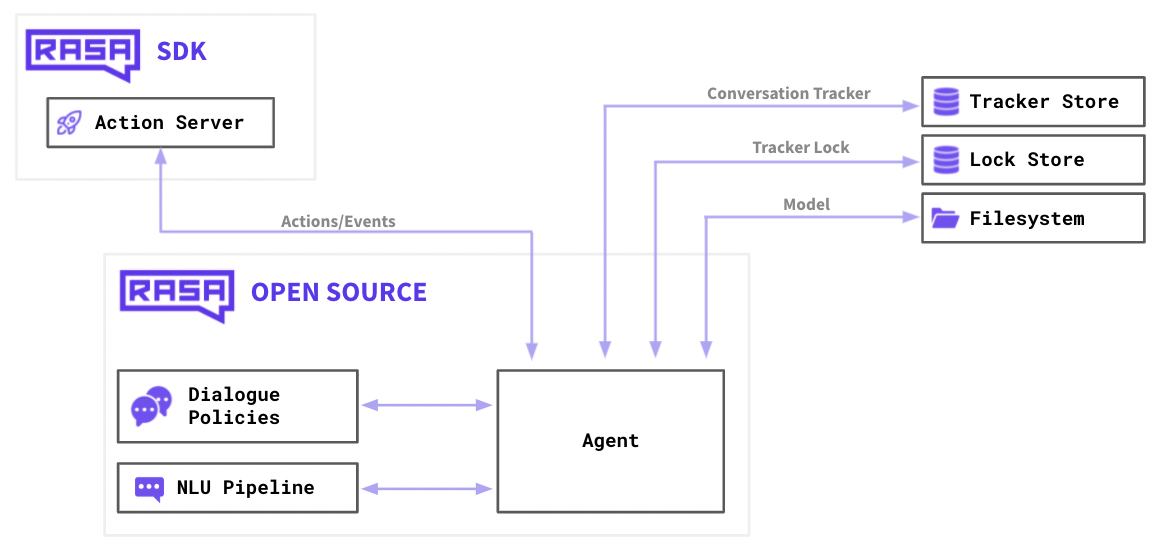 RASA SDK
Action Server
Conversation Tracker
Tracker Store
Tracker Lock
Lock Store
Model
Filesystem
Actions/Events
RASA OPEN SOURCE
Dialogue
Policies
Agent
NLU Pipeline